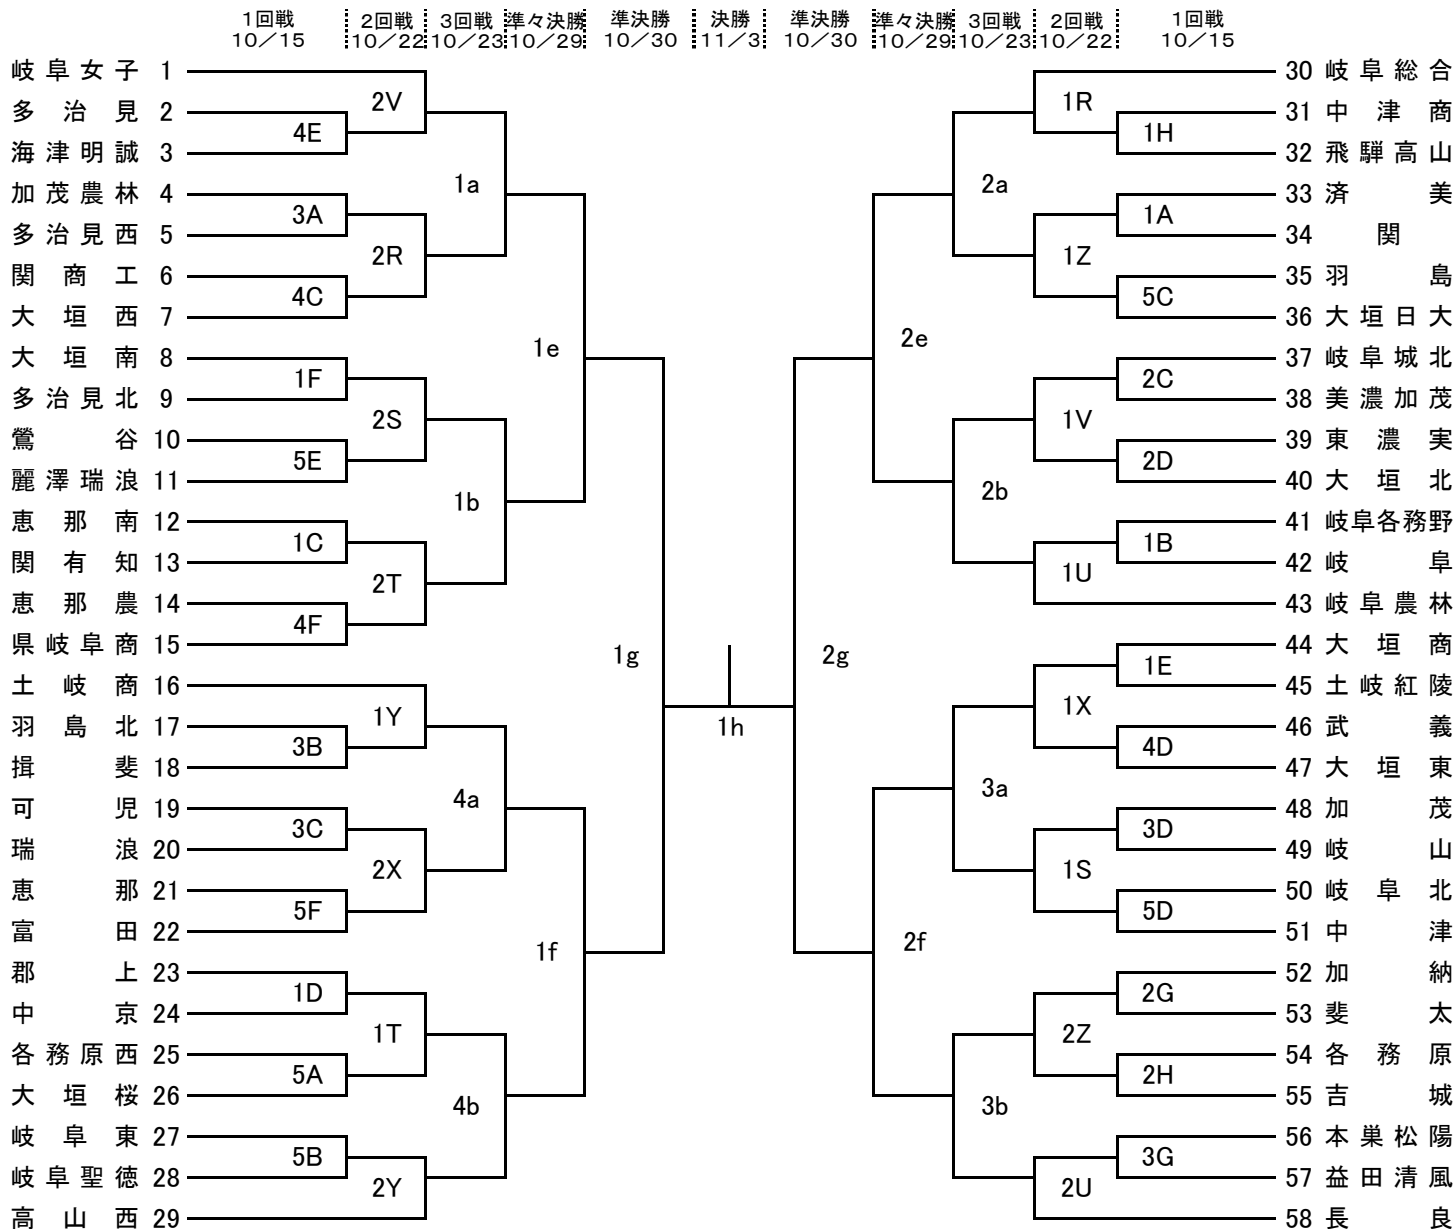 1回戦 2回戦 3回戦 準々決勝 準決勝 決勝 準決勝 準々決勝 3回戦 2回戦 1回戦
10／15 10／22 10／23 10／29 10／30 11／3 10／30 10／29 10／23 10／22 10／15
岐阜女子 1 30 岐阜総合
2V 1R
多治見 2 31 中津商
4E 1H
海津明誠 3 32 飛騨高山
1a 2a
加茂農林 4 33 済美
3A 1A
多治見西 5 34 関
2R 1Z
関商工 6 35 羽島
4C 5C
大垣西 7 36 大垣日大
1e 2e
大垣南 8 37 岐阜城北
1F 2C
多治見北 9 38 美濃加茂
2S 1V
鶯谷 10 39 東濃実
5E 2D
麗澤瑞浪 11 40 大垣北
1b 2b
恵那南 12 41 岐阜各務野
1C 1B
関有知 13 42 岐阜
2T 1U
恵那農 14 43 岐阜農林
4F
県岐阜商 15 44 大垣商
1g 2g 1E
土岐商 16 45 土岐紅陵
1Y 1X
羽島北 17 1h 46 武義
3B 4D
揖斐 18 47 大垣東
4a 3a
可児 19 48 加茂
3C 3D
瑞浪 20 49 岐山
2X 1S
恵那 21 50 岐阜北
5F 5D
富田 22 51 中津
1f 2f
郡上 23 52 加納
1D 2G
中京 24 53 斐太
1T 2Z
各務原西 25 54 各務原
5A 2H
大垣桜 26 55 吉城
4b 3b
岐阜東 27 56 本巣松陽
5B 3G
岐阜聖徳 28 57 益田清風
2Y 2U
高山西 29 58 長良